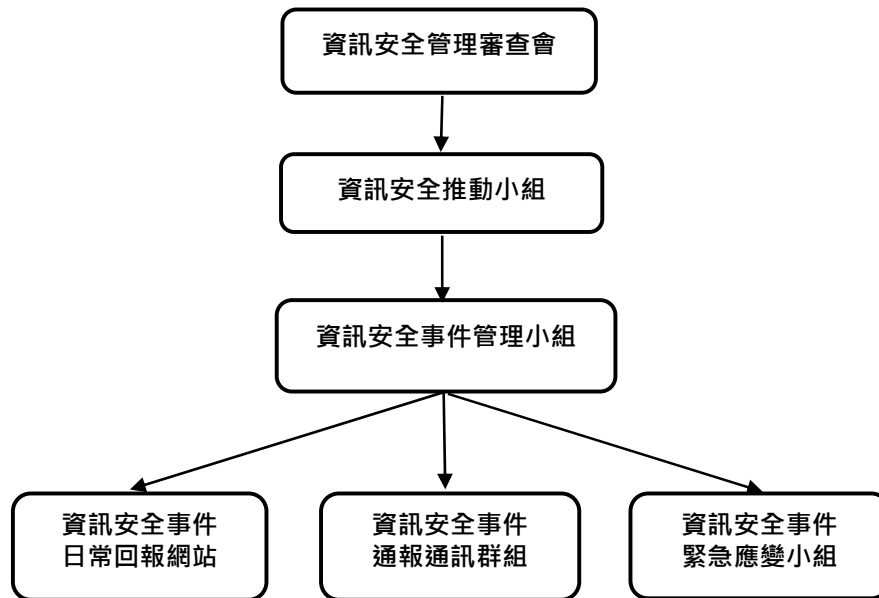 資訊安全管理審查會
資訊安全推動小組
資訊安全事件管理小組
資訊安全事件
日常回報網站
資訊安全事件
通報通訊群組
資訊安全事件
緊急應變小組